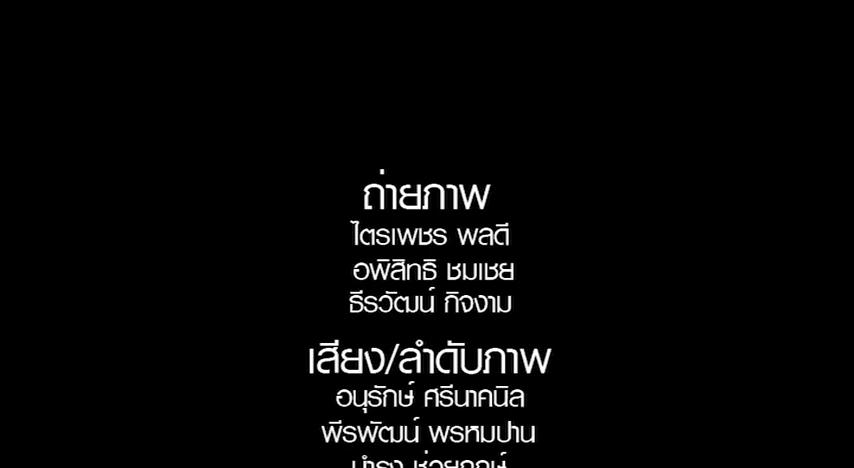 ถ่ายภาพ
ไตรเพชร พลดี
อพิสิทธิ ชมเชย
ธีรวัฒน์ กิจงาม
เสียง/ลำดับภาพ
อนุรักษ์ ศรีนาคนิล
พีรพัฒน์ พรหมปาน